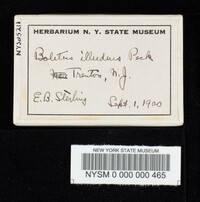 HERBARIUM N. Y. STATE MUSEUM
Boletus illudens Peck
Trenton, N.J.
E.B. Sterling Sept. 1, 1900
NEW YORK STATE MUSEUM
NYSM 0 000 000 465